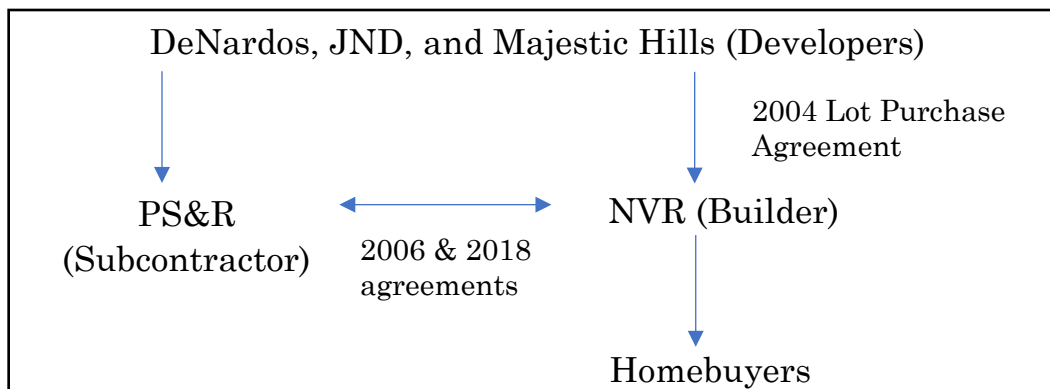 DeNardos, JND, and Majestic Hills (Developers)
2004 Lot Purchase
Agreement
PS&R
(Subcontractor)
2006 & 2018
agreements
NVR (Builder)
Homebuyers